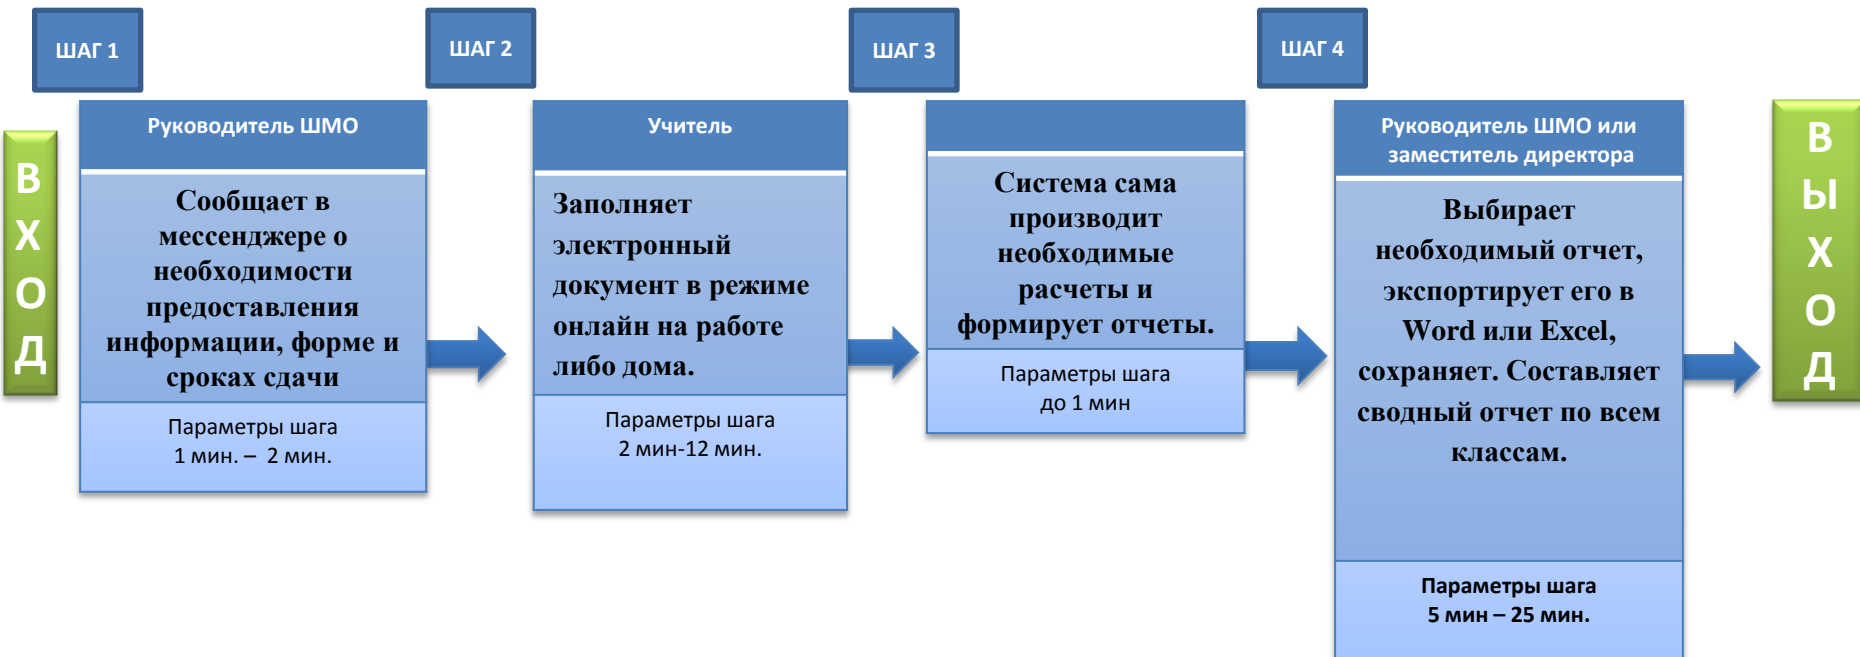 ШАГ 1
ШАГ 2
ШАГ 3
ШАГ 4
ВХОД
Руководитель ШМО
Сообщает в
мессенджере о
необходимости
предоставления
информации, форме и
сроках сдачи
Параметры шага
1 мин. – 2 мин.
Учитель
Заполняет
электронный
документ в режиме
онлайн на работе
либо дома.
Параметры шага
2 мин-12 мин.
Система сама
производит
необходимые
расчеты и
формирует отчеты.
Параметры шага
до 1 мин
Руководитель ШМО или
заместитель директора
Выбирает
необходимый отчет,
экспортирует его в
Word или Excel,
сохраняет. Составляет
сводный отчет по всем
классам.
Параметры шага
5 мин – 25 мин.
ВЫХОД